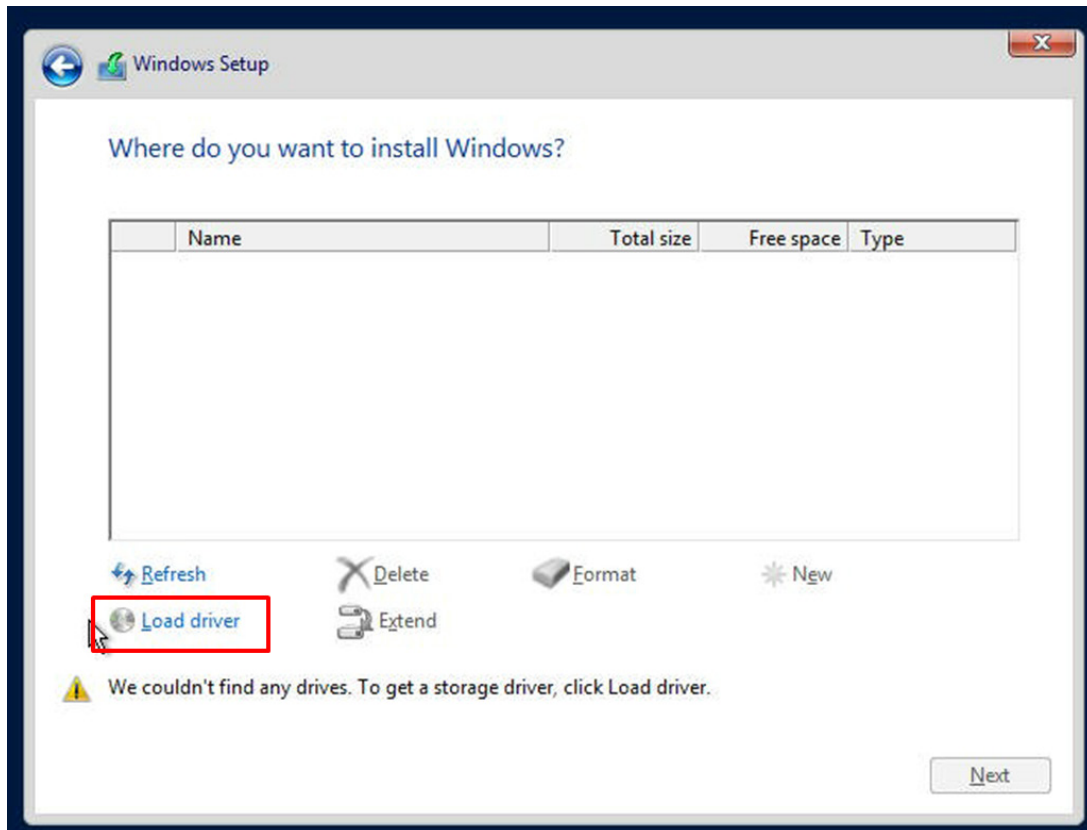 Windows Setup
Where do you want to install Windows?
Name Total size Free space Type
Refresh Delete Format New
Load driver Extend
We couldn't find any drives. To get a storage driver, click Load driver.
Next